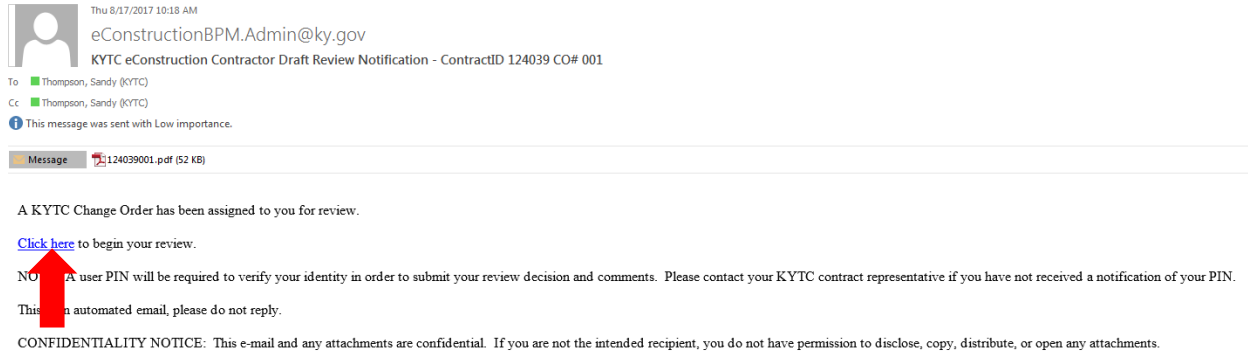 Thu 8/17/2017 10:18 AM
eConstructionBPM.Admin@ky.gov
KYTC eConstruction Contractor Draft Review Notification - ContractID 124039 CO# 001
To Thompson, Sandy (KYTC)
Cc Thompson, Sandy (KYTC)
This message was sent with Low importance.
Message 124039001.pdf (52 KB)
A KYTC Change Order has been assigned to you for review.
Click here to begin your review.
A user PIN will be required to verify your identity in order to submit your review decision and comments. Please contact your KYTC contract representative if you have not received a notification of your PIN.
This automated email, please do not reply.
CONFIDENTIALITY NOTICE: This e-mail and any attachments are confidential. If you are not the intended recipient, you do not have permission to disclose, copy, distribute, or open any attachments.